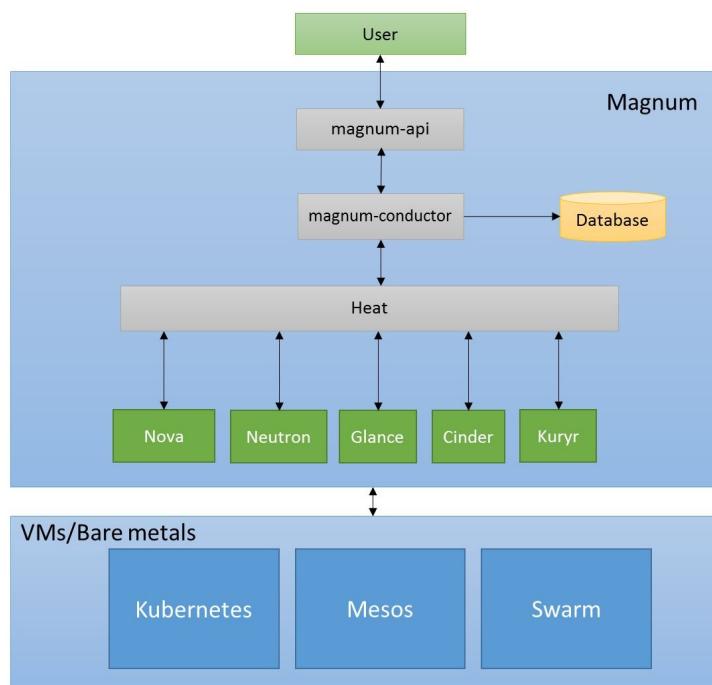 User
Magnum
magnum-api
magnum-conductor
Database
Heat
Nova
Neutron
Glance
Cinder
Kuryr
VMs/Bare metals
Kubernetes
Mesos
Swarm